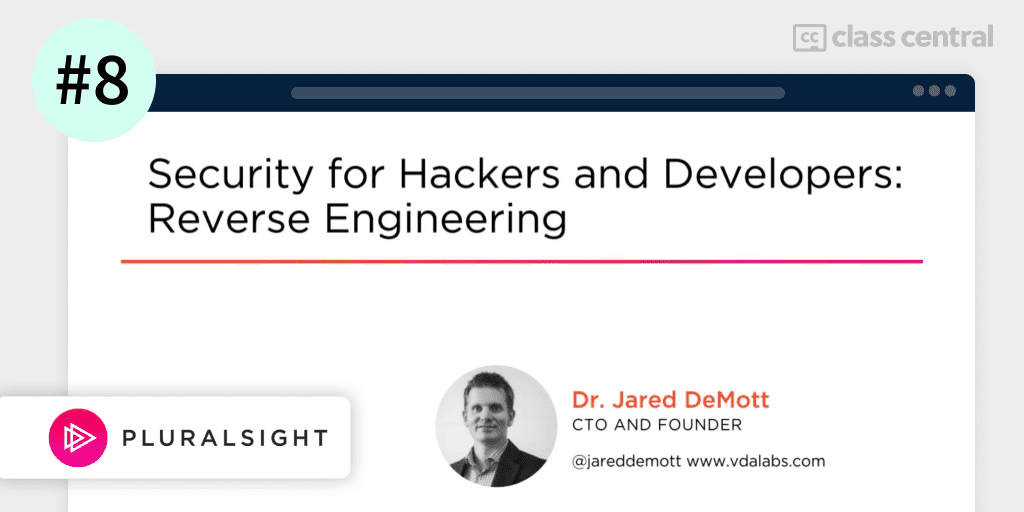 #8
CC class central
Security for Hackers and Developers:
Reverse Engineering
Dr. Jared DeMott
CTO AND FOUNDER
@jareddemott www.vdalabs.com
PLURALSIGHT